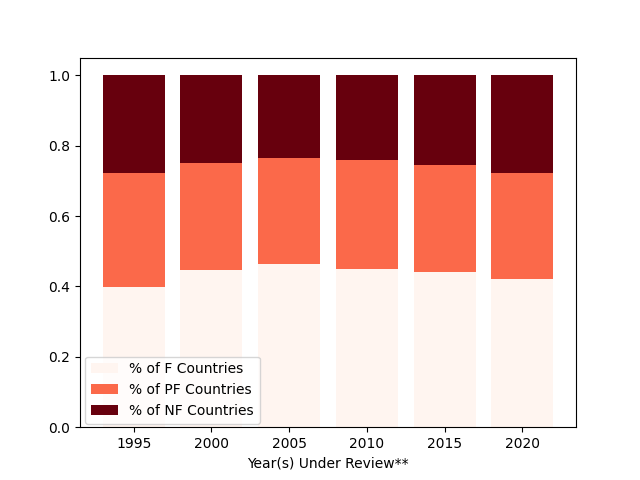 1.0
0.8
0.6
0.4
0.2
0.0
% of F Countries
% of PF Countries
% of NF Countries
1995 2000 2005 2010 2015 2020
Year(s) Under Review**